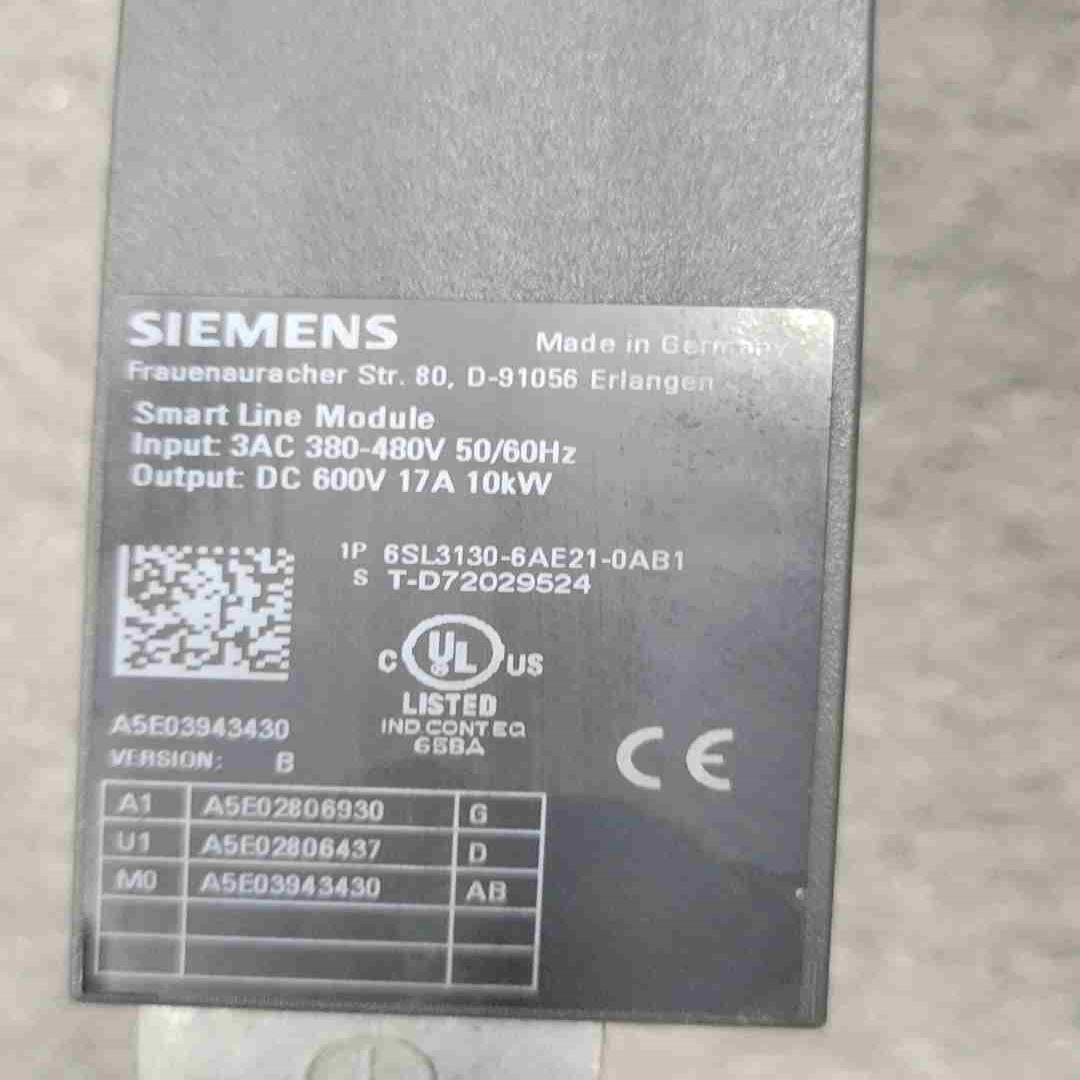 SIEMENS
Made in Germany
Frauenauracher Str. 80, D-91056 Erlangen
Smart Line Module
Input: 3AC 380-480V 50/60Hz
Output: DC 600V 17A 10kW
1P 6SL3130-6AE21-0AB1
S T-D72029524
C UL US
LISTED
IND.CONT.EQ
65BA
A5E03943430
VERSION: B
CE
A1 A5E02806930 G
U1 A5E02806437 D
M0 A5E03943430 AB